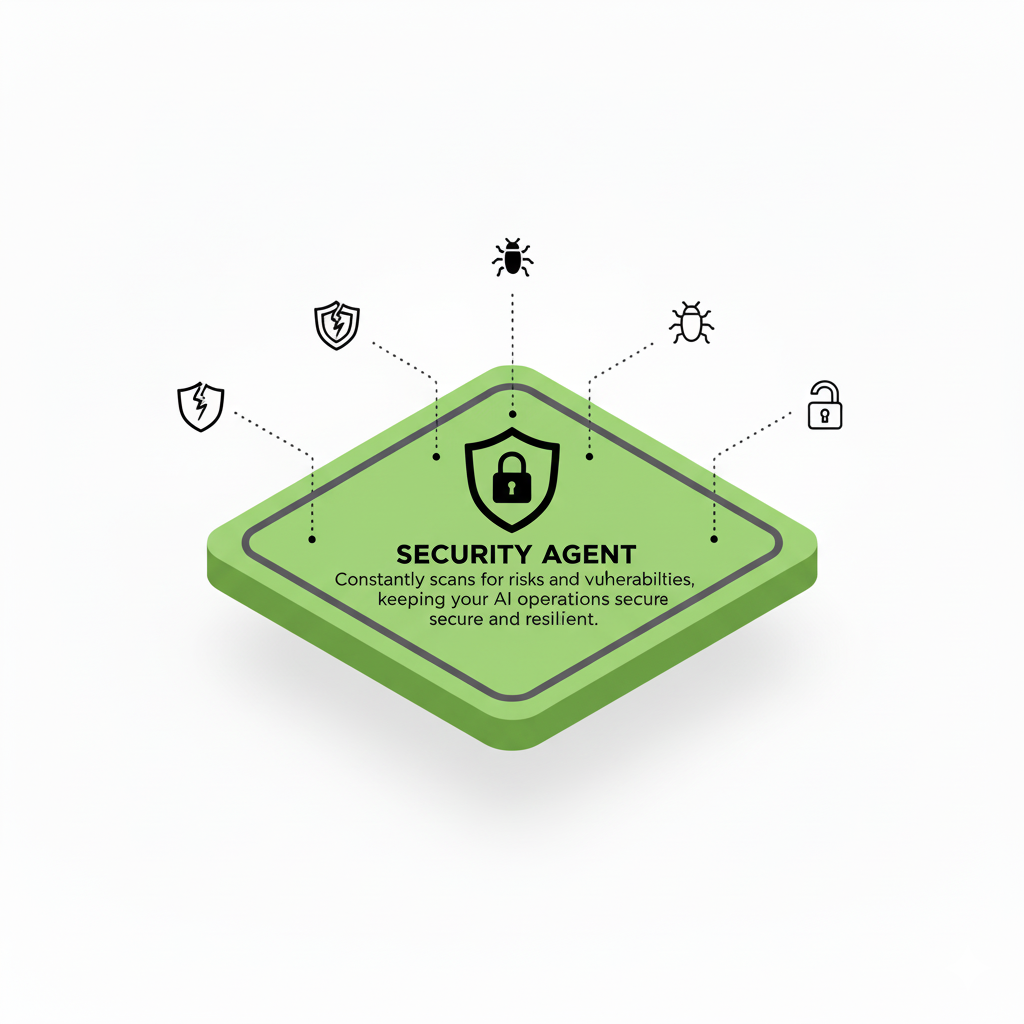 SECURITY AGENT
Constantly scans for risks and vuherabilties,
keeping your AI operations secure
secure and resilient.